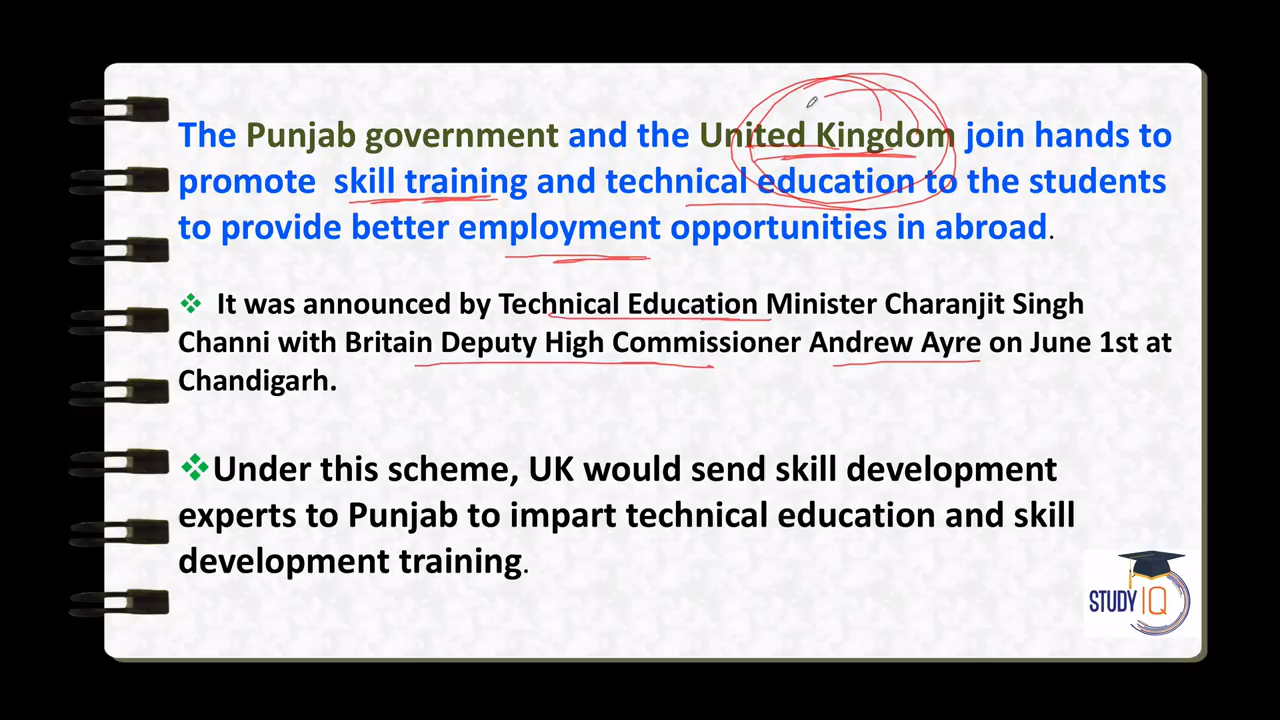 The Punjab government and the United Kingdom join hands to
promote skill training and technical education to the students
to provide better employment opportunities in abroad.
It was announced by Technical Education Minister Charanjit Singh
Channi with Britain Deputy High Commissioner Andrew Ayre on June 1st at
Chandigarh.
Under this scheme, UK would send skill development
experts to Punjab to impart technical education and skill
development training.
STUDY IQ